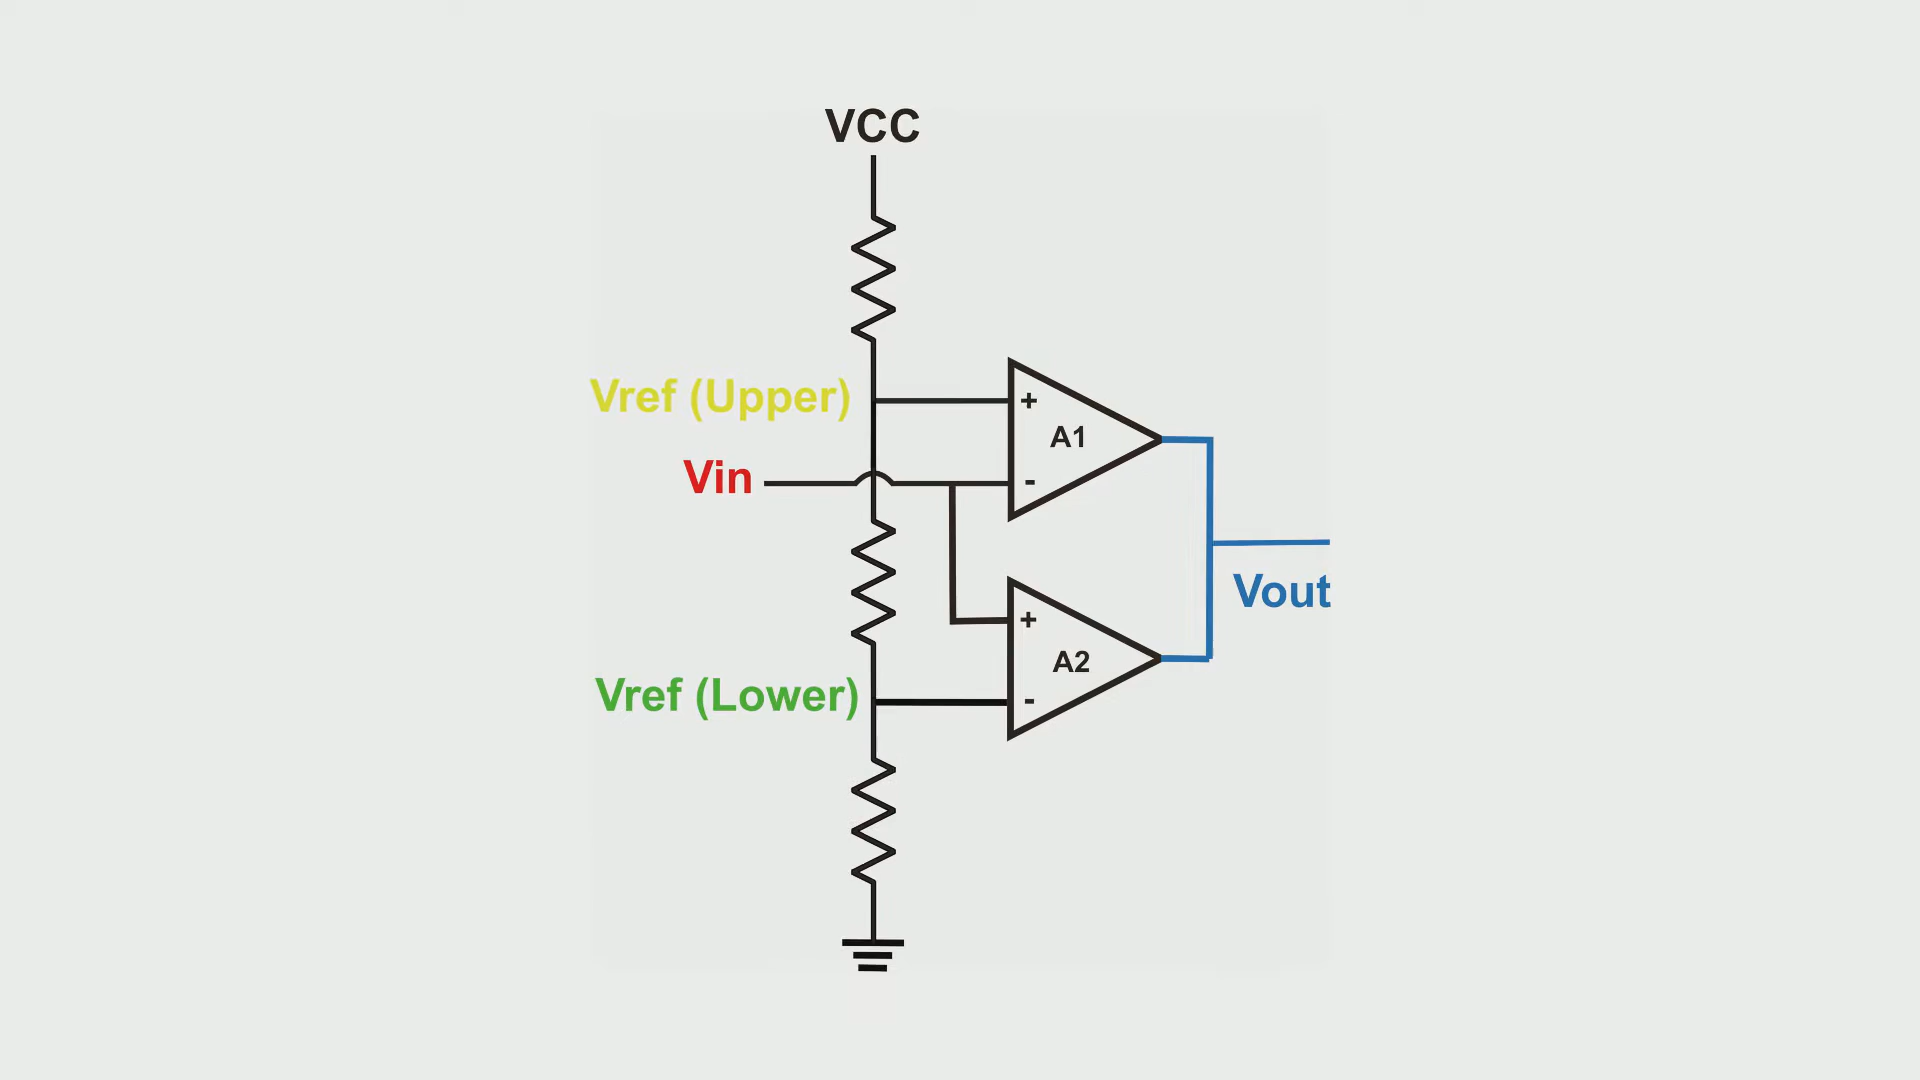 VCC
Vref (Upper)
+
A1
Vin
-
Vout
+
A2
Vref (Lower)
-